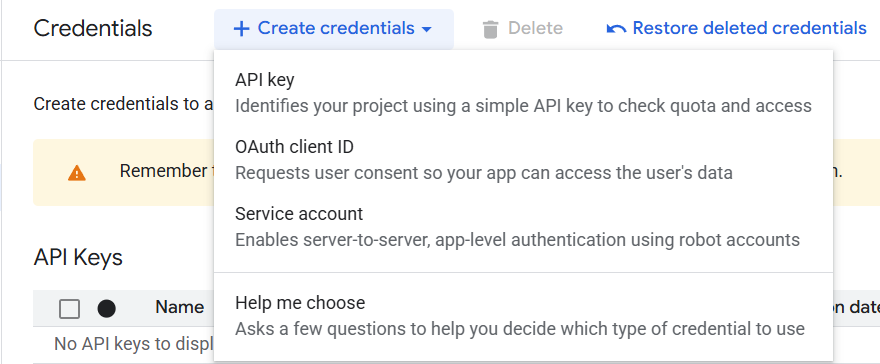 Credentials
Create credentials
Delete
Restore deleted credentials
API key
Create credentials to a
Identifies your project using a simple API key to check quota and access
OAuth client ID
Remember
Requests user consent so your app can access the user's data
Service account
Enables server-to-server, app-level authentication using robot accounts
API Keys
Help me choose
Name
Asks a few questions to help you decide which type of credential to use
No API keys to displ